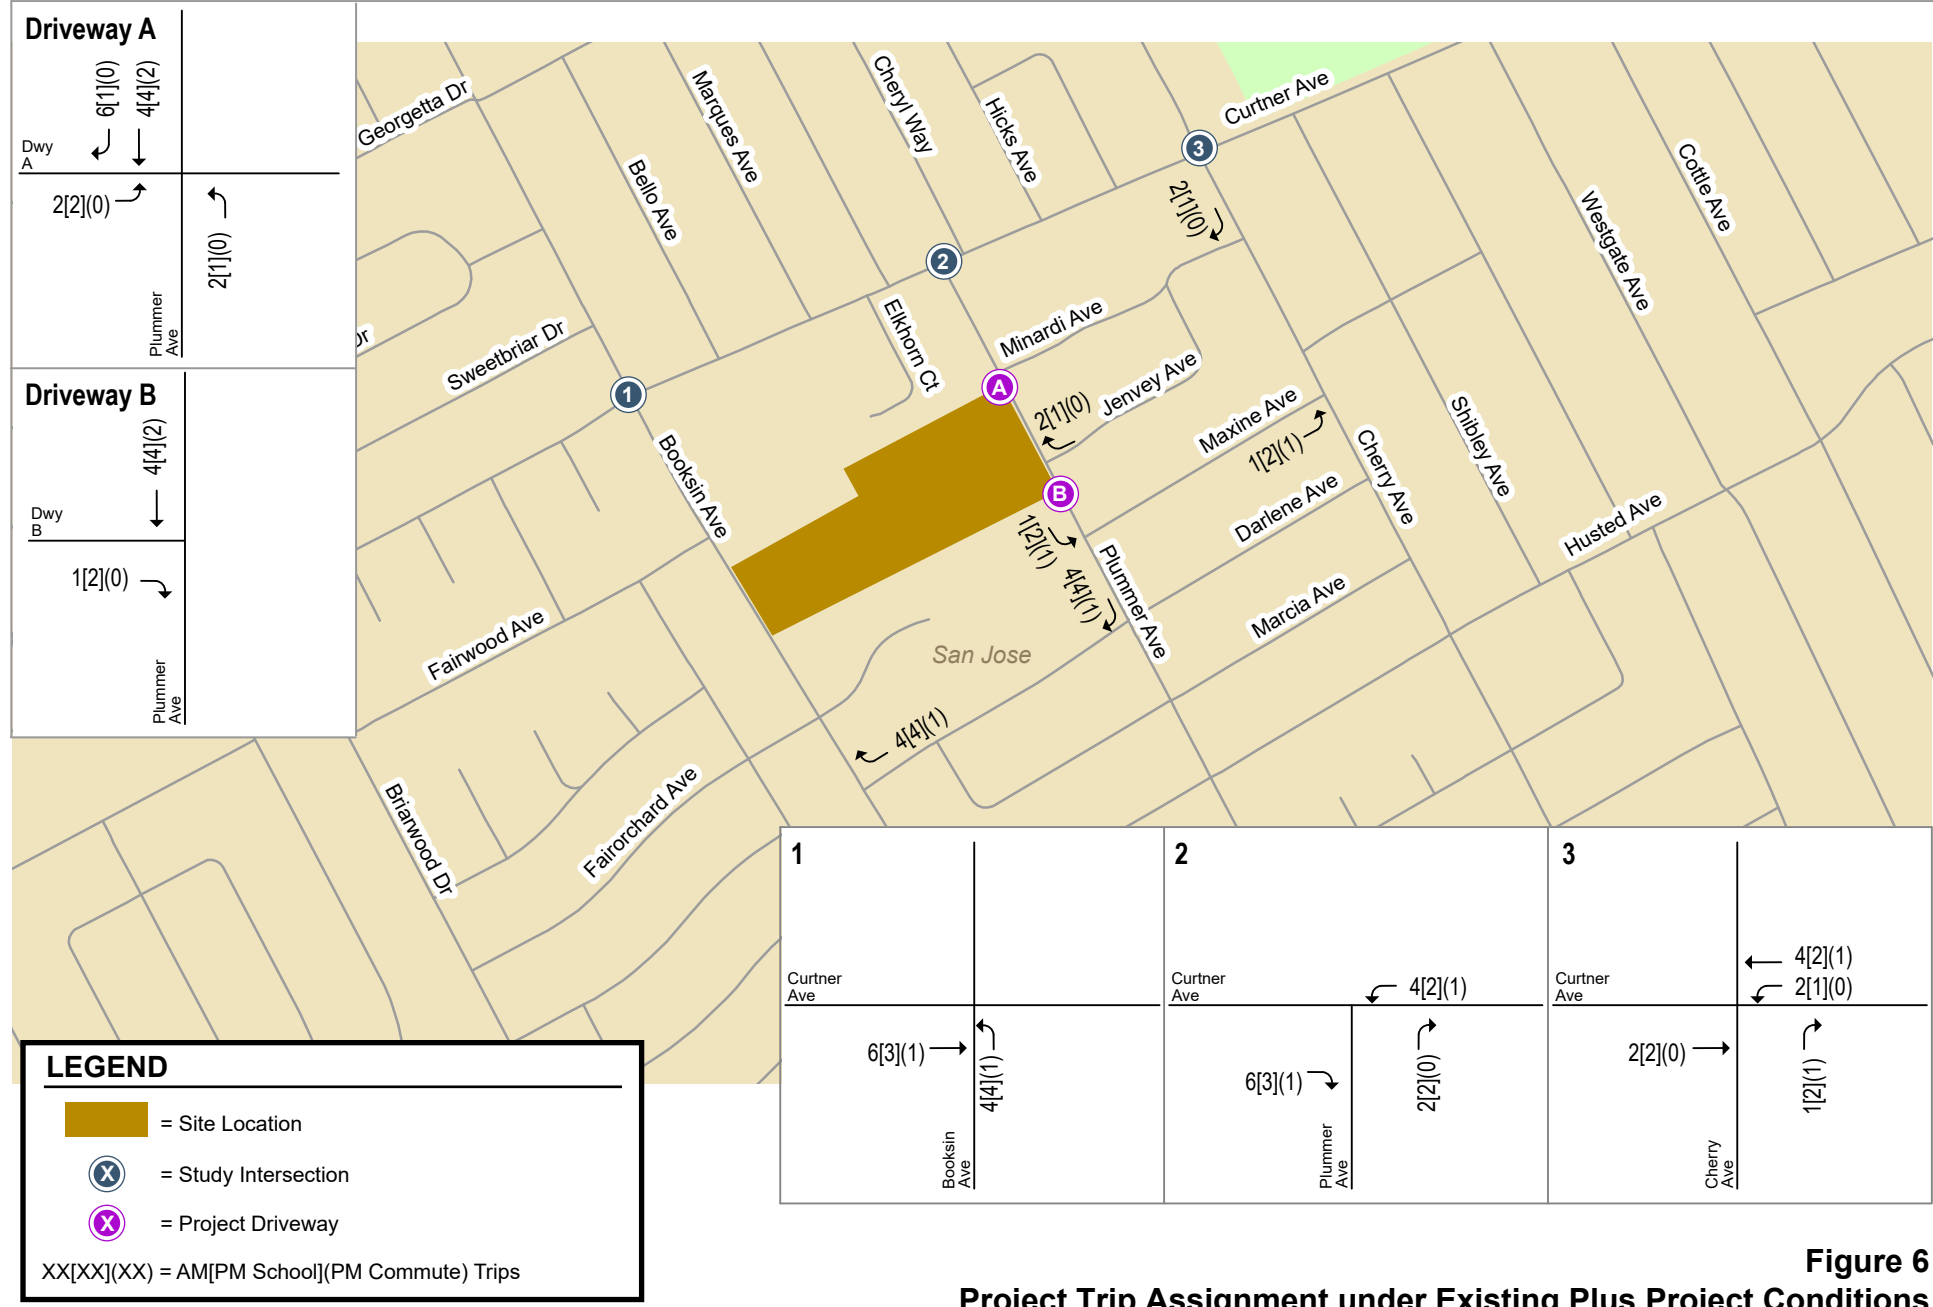 Driveway A
6[1](0)
4[4](2)
Dwy
A
2[2](0)
2[1](0)
Plummer
Ave
Driveway B
4[4](2)
Dwy
B
1[2](0)
Plummer
Ave
Georgetta Dr
Marques Ave
Cheryl Way
Hicks Ave
Curtner Ave
Bello Ave
Cottle Ave
Westgate Ave
3
2[1](0)
2
Elkhorn Ct
Minardi Ave
Dr
Sweetbriar Dr
1
A
Jenvey Ave
2[1](0)
Maxine Ave
1[2](1)
Shibley Ave
Cherry Ave
Booksin Ave
B
Darlene Ave
Husted Ave
1[2](1)
4[4](1)
Plummer Ave
Marcia Ave
Fairwood Ave
San Jose
4[4](1)
Briarwood Dr
Fairorchard Ave
1
Curtner
Ave
6[3](1)
4[4](1)
Booksin
Ave
2
Curtner
Ave
4[2](1)
6[3](1)
2[2](0)
Plummer
Ave
3
Curtner
Ave
4[2](1)
2[1](0)
2[2](0)
1[2](1)
Cherry
Ave
LEGEND
= Site Location
X = Study Intersection
X = Project Driveway
XX[XX](XX) = AM[PM School](PM Commute) Trips
Figure 6
Project Trip Assignment under Existing Plus Project Conditions